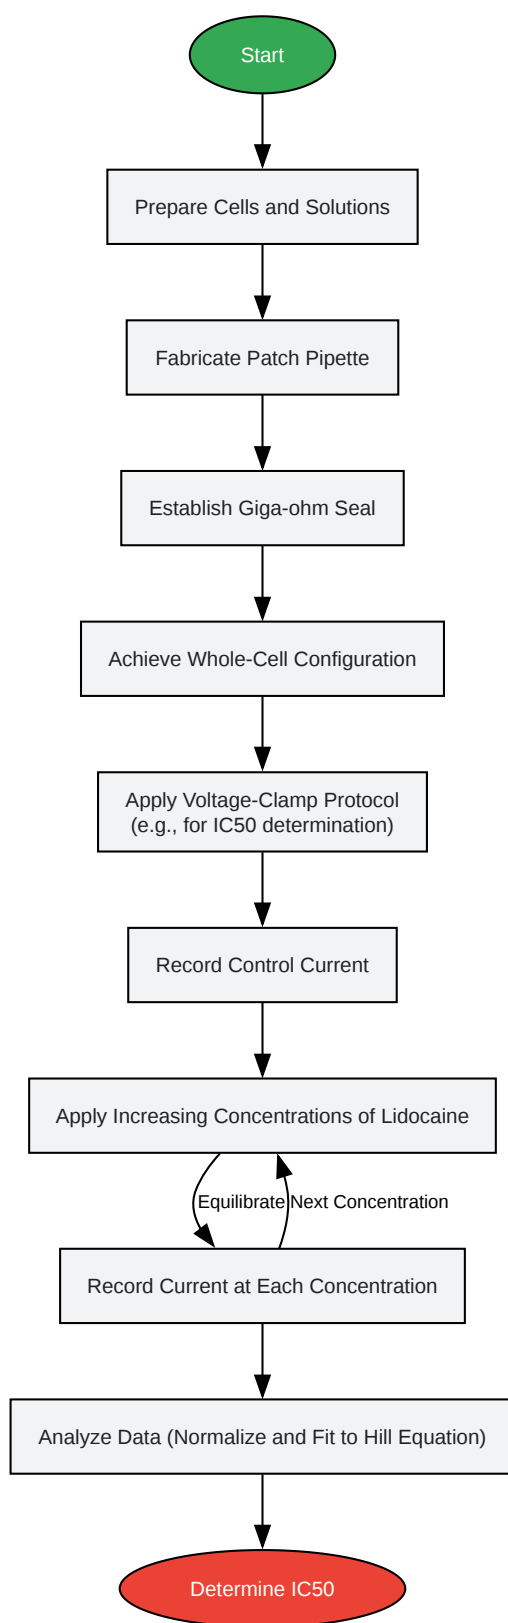 Start
Prepare Cells and Solutions
Fabricate Patch Pipette
Establish Giga-ohm Seal
Achieve Whole-Cell Configuration
Apply Voltage-Clamp Protocol
(e.g., for IC50 determination)
Record Control Current
Apply Increasing Concentrations of Lidocaine
Equilibrate
Next Concentration
Record Current at Each Concentration
Analyze Data (Normalize and Fit to Hill Equation)
Determine IC50